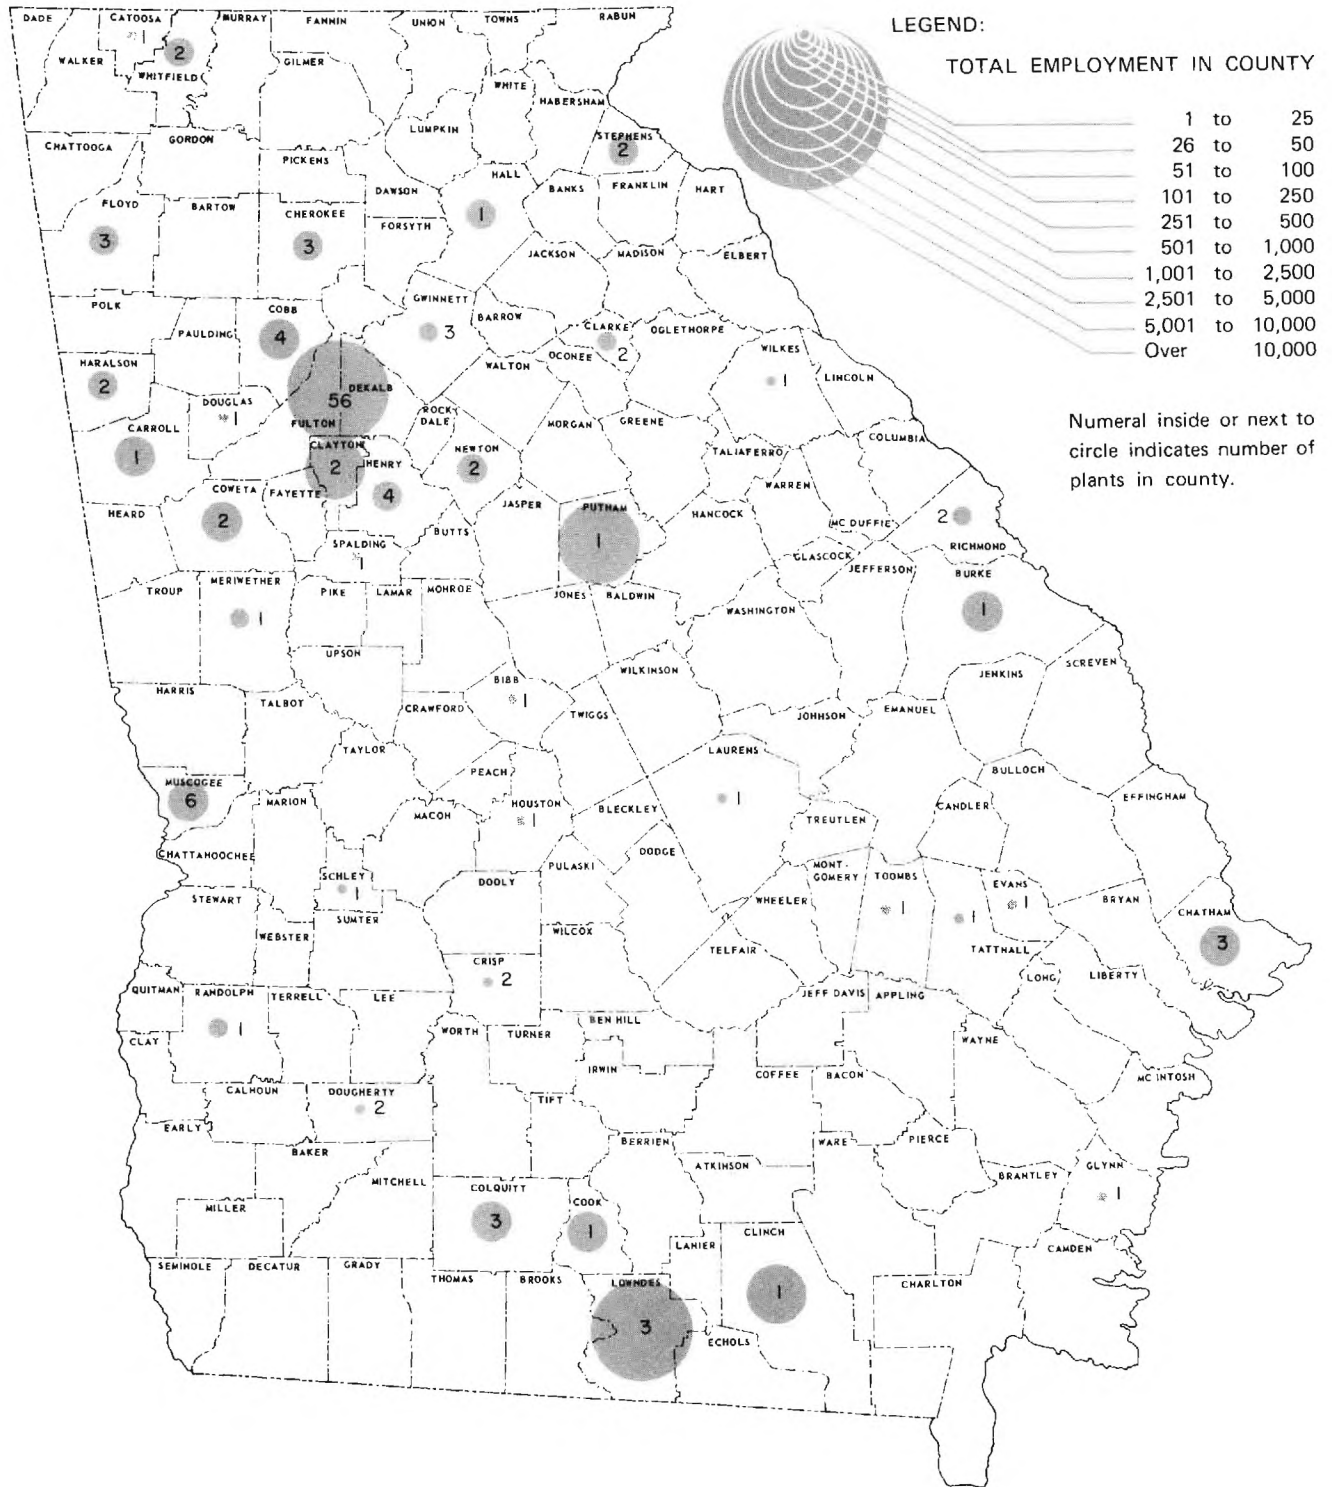 LEGEND:
TOTAL EMPLOYMENT IN COUNTY
1 to 25
26 to 50
51 to 100
101 to 250
251 to 500
501 to 1,000
1,001 to 2,500
2,501 to 5,000
5,001 to 10,000
Over 10,000
Numeral inside or next to
circle indicates number of
plants in county.
DADE
CATOOSA
1
MURRAY
FANNIN
UNION
TOWNS
RABUN
WALKER
2
WHITFIELD
GILMER
WHITE
HABERSHAM
LUMPKIN
STEPHENS
2
CHATTOOGA
GORDON
PICKENS
DAWSON
HALL
1
BANKS
FRANKLIN
HART
FLOYD
3
BARTOW
CHEROKEE
3
FORSYTH
JACKSON
MADISON
ELBERT
POLK
PAULDING
COBB
4
GWINNETT
3
BARROW
CLARKE
2
OGLETHORPE
OCONEE
WALTON
WILKES
1
LINCOLN
HARALSON
2
DOUGLAS
1
DEKALB
56
FULTON
ROCK
DALE
MORGAN
GREENE
CARROLL
1
CLAYTON
2
HENRY
4
NEWTON
2
TALIAFERRO
COLUMBIA
WARREN
HEARD
COWETA
2
FAYETTE
JASPER
PUTNAM
1
HANCOCK
MC DUFFIE
2
RICHMOND
SPALDING
1
BUTTS
GLASCOCK
JEFFERSON
BURKE
1
TROUP
MERIWETHER
1
PIKE
LAMAR
MONROE
JONES
BALDWIN
WASHINGTON
UPSON
WILKINSON
JENKINS
SCREVEN
HARRIS
TALBOT
CRAWFORD
BIBB
1
TWIGGS
JOHNSON
EMANUEL
TAYLOR
PEACH
LAURENS
1
BULLOCH
MUSCOGEE
6
MARION
MACON
HOUSTON
1
BLECKLEY
TREUTLEN
CANDLER
EFFINGHAM
CHATTAHOOCHEE
SCHLEY
1
DOOLY
PULASKI
DODGE
MONT-
GOMERY
TOOMBS
1
EVANS
1
STEWART
WEBSTER
SUMTER
WILCOX
WHEELER
1
TATTNALL
BRYAN
CHATHAM
3
CRISP
2
TELFAIR
QUITMAN
RANDOLPH
1
TERRELL
LEE
JEFF DAVIS
APPLING
LONG
LIBERTY
CLAY
WORTH
TURNER
BEN HILL
IRWIN
COFFEE
BACON
WAYNE
MC INTOSH
CALHOUN
DOUGHERTY
2
TIFT
EARLY
BAKER
BERRIEN
WARE
PIERCE
MITCHELL
ATKINSON
BRANTLEY
GLYNN
1
MILLER
COLQUITT
3
COOK
1
LANIER
CLINCH
1
CAMDEN
SEMINOLE
DECATUR
GRADY
THOMAS
BROOKS
LOWNDES
3
ECHOLS
CHARLTON